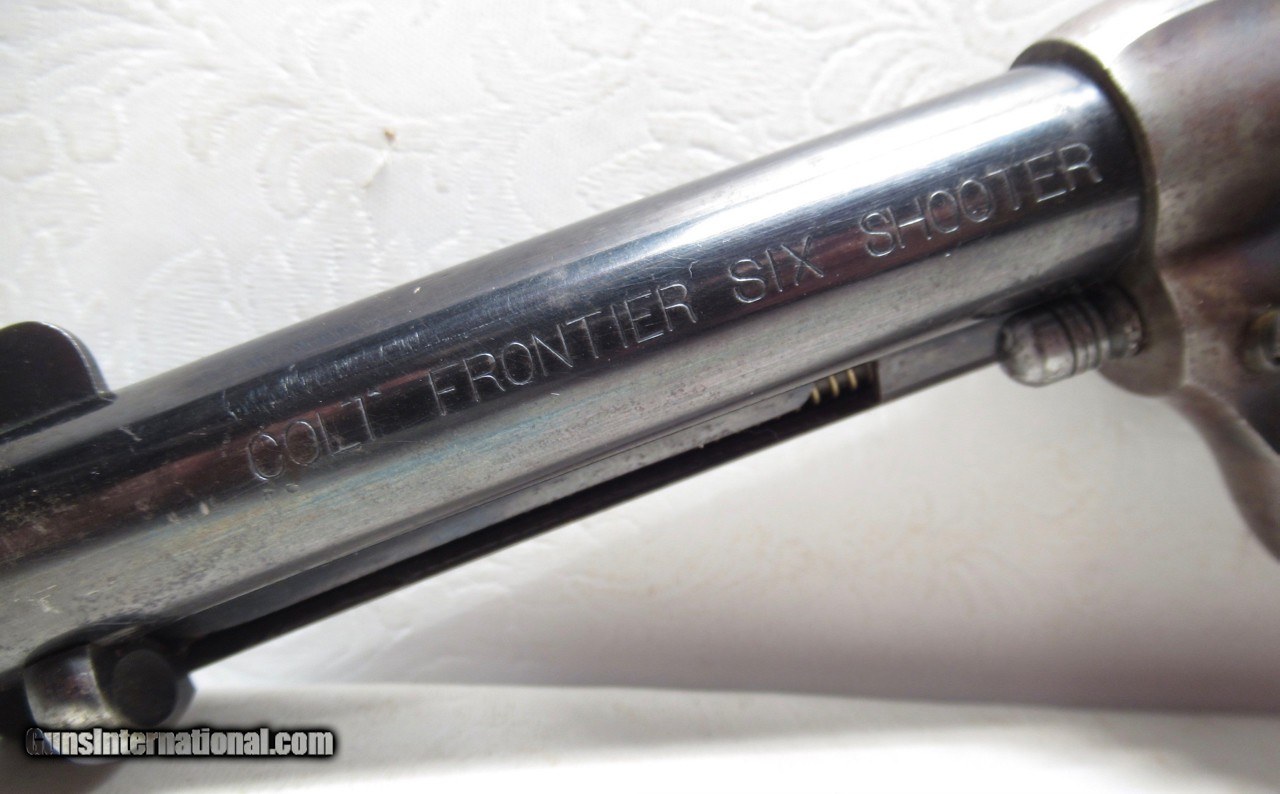 COLT FRONTIER SIX SHOOTER
GunsInternational.com